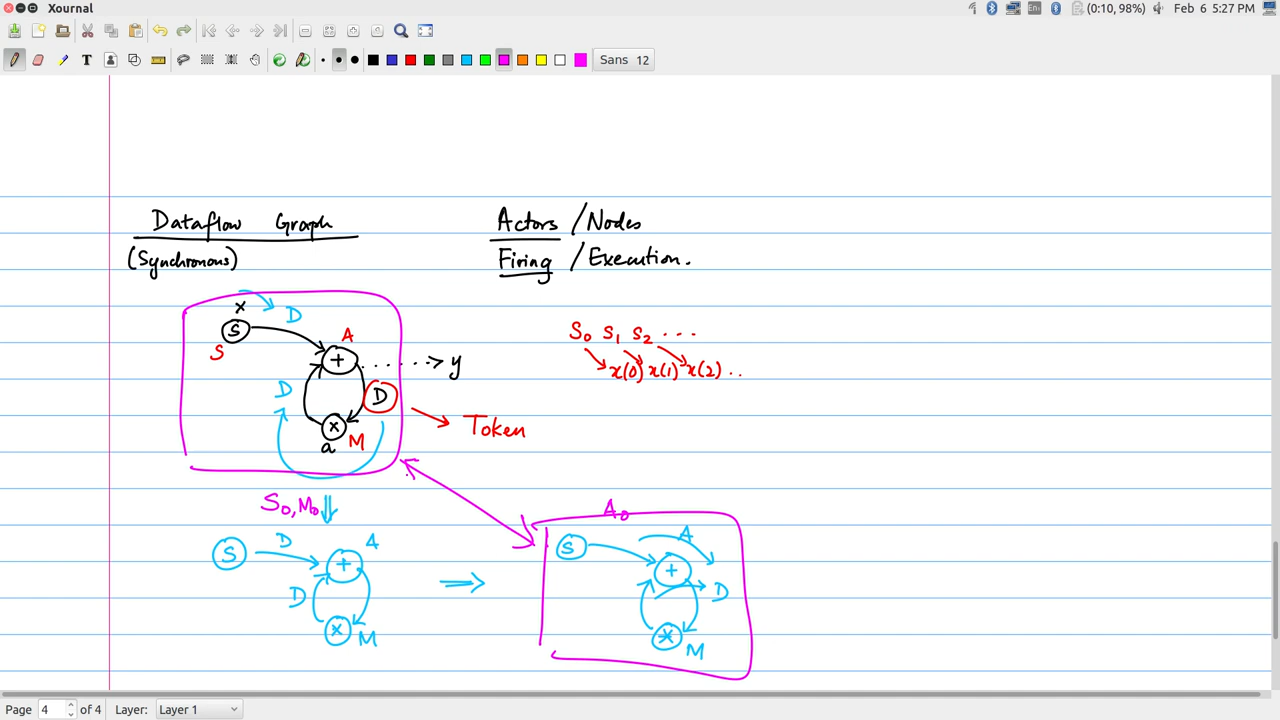 Xournal
(0:10, 98%)
Feb 6 5:27 PM
En
T
Sans 12
Dataflow Graph
(Synchronous)
Actors / Nodes
Firing / Execution.
x
D
S
S
A
+
y
D
D
x
a
M
Token
S0 S1 S2 ...
x(0) x(1) x(2) ..
S0, M0
S
D
+
A
D
x
M
A0
S
A
+
D
x
M
Page 4 of 4 Layer: Layer 1